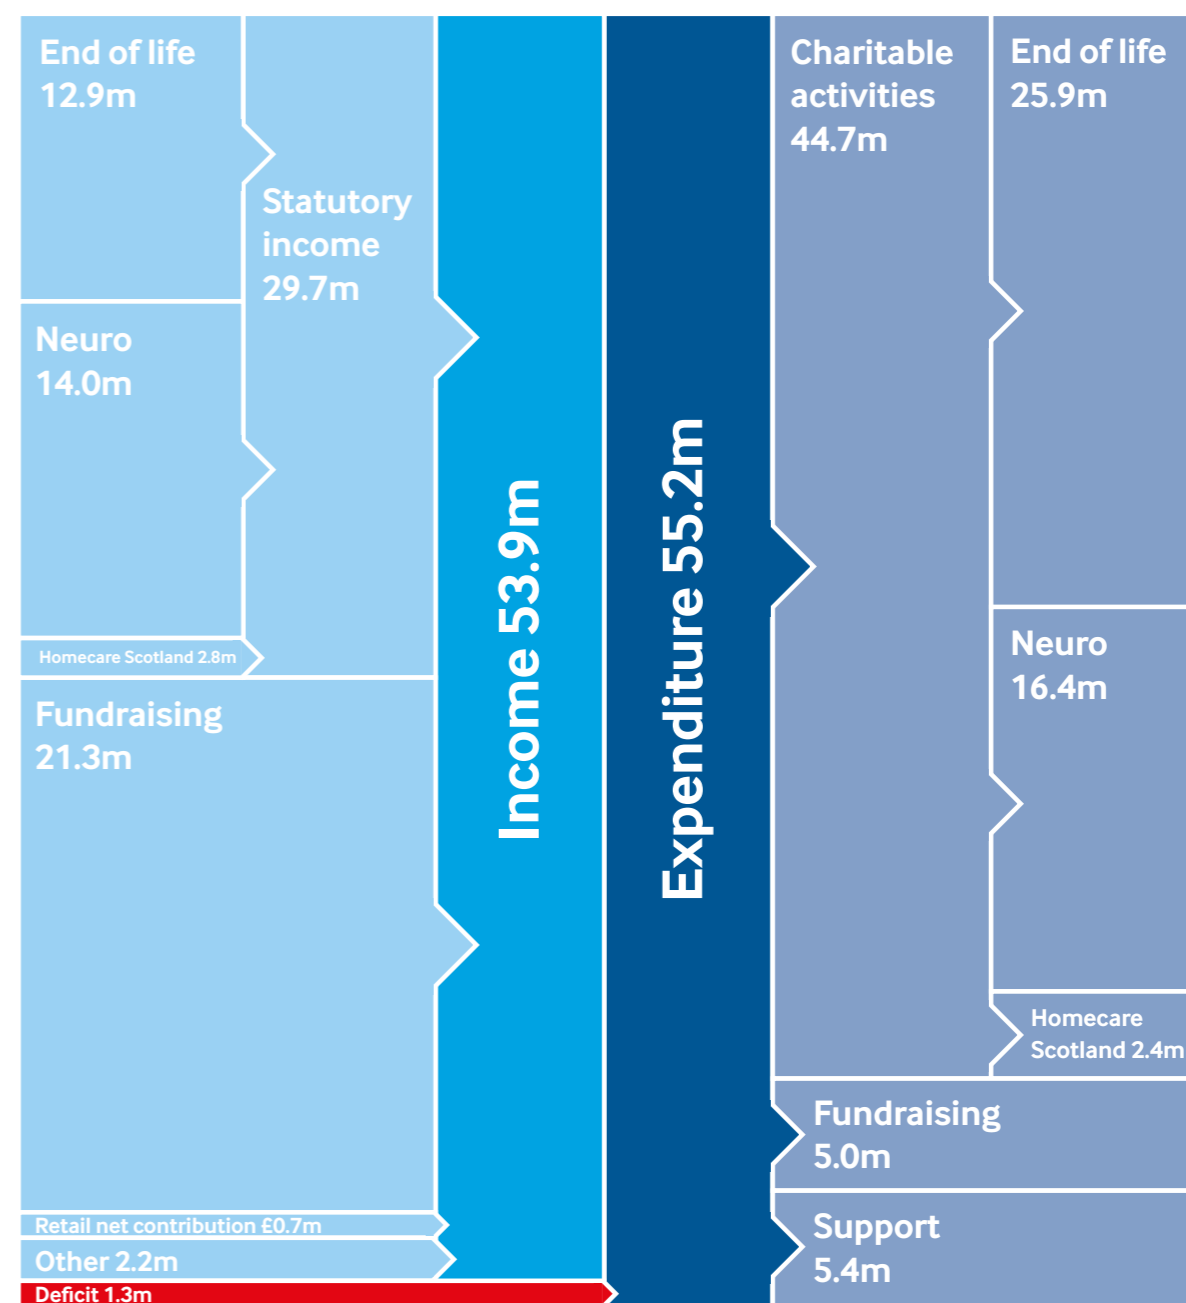 End of life
12.9m
Neuro
14.0m
Homecare Scotland 2.8m
Statutory
income
29.7m
Fundraising
21.3m
Retail net contribution £0.7m
Other 2.2m
Deficit 1.3m
Income 53.9m
Expenditure 55.2m
Charitable
activities
44.7m
End of life
25.9m
Neuro
16.4m
Homecare
Scotland 2.4m
Fundraising
5.0m
Support
5.4m